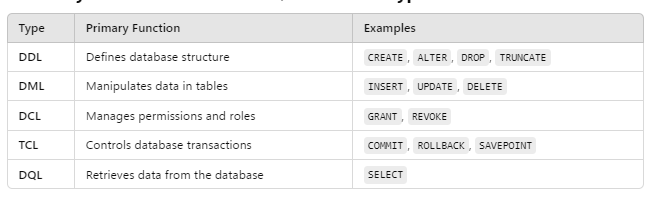 Type Primary Function Examples
DDL Defines database structure CREATE, ALTER, DROP, TRUNCATE
DML Manipulates data in tables INSERT, UPDATE, DELETE
DCL Manages permissions and roles GRANT, REVOKE
TCL Controls database transactions COMMIT, ROLLBACK, SAVEPOINT
DQL Retrieves data from the database SELECT